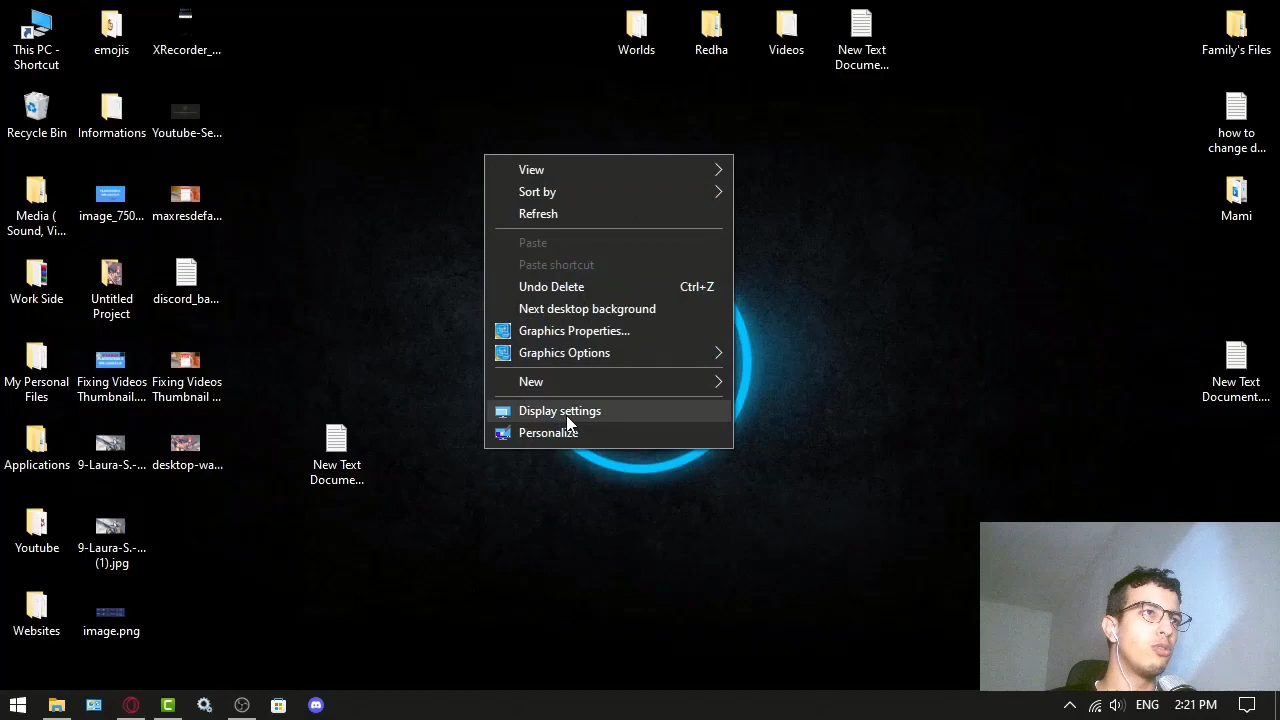 This PC -
Shortcut
emojis
XRecorder_...
Worlds
Redha
Videos
New Text
Docume...
Family's Files
Recycle Bin
Informations
Youtube-Se...
how to
change d...
View
Sort by
Refresh
Paste
Paste shortcut
Undo Delete Ctrl+Z
Next desktop background
Graphics Properties...
Graphics Options
New
Display settings
Personalize
Media (
Sound, Vi...
image_750...
maxresdefa...
Mami
Work Side
Untitled
Project
discord_ba...
My Personal
Files
Fixing Videos
Thumbnail....
Fixing Videos
Thumbnail ...
New Text
Document....
Applications
9-Laura-S.-...
desktop-wa...
New Text
Docume...
Youtube
9-Laura-S.-...
(1).jpg
Websites
image.png
ENG
2:21 PM